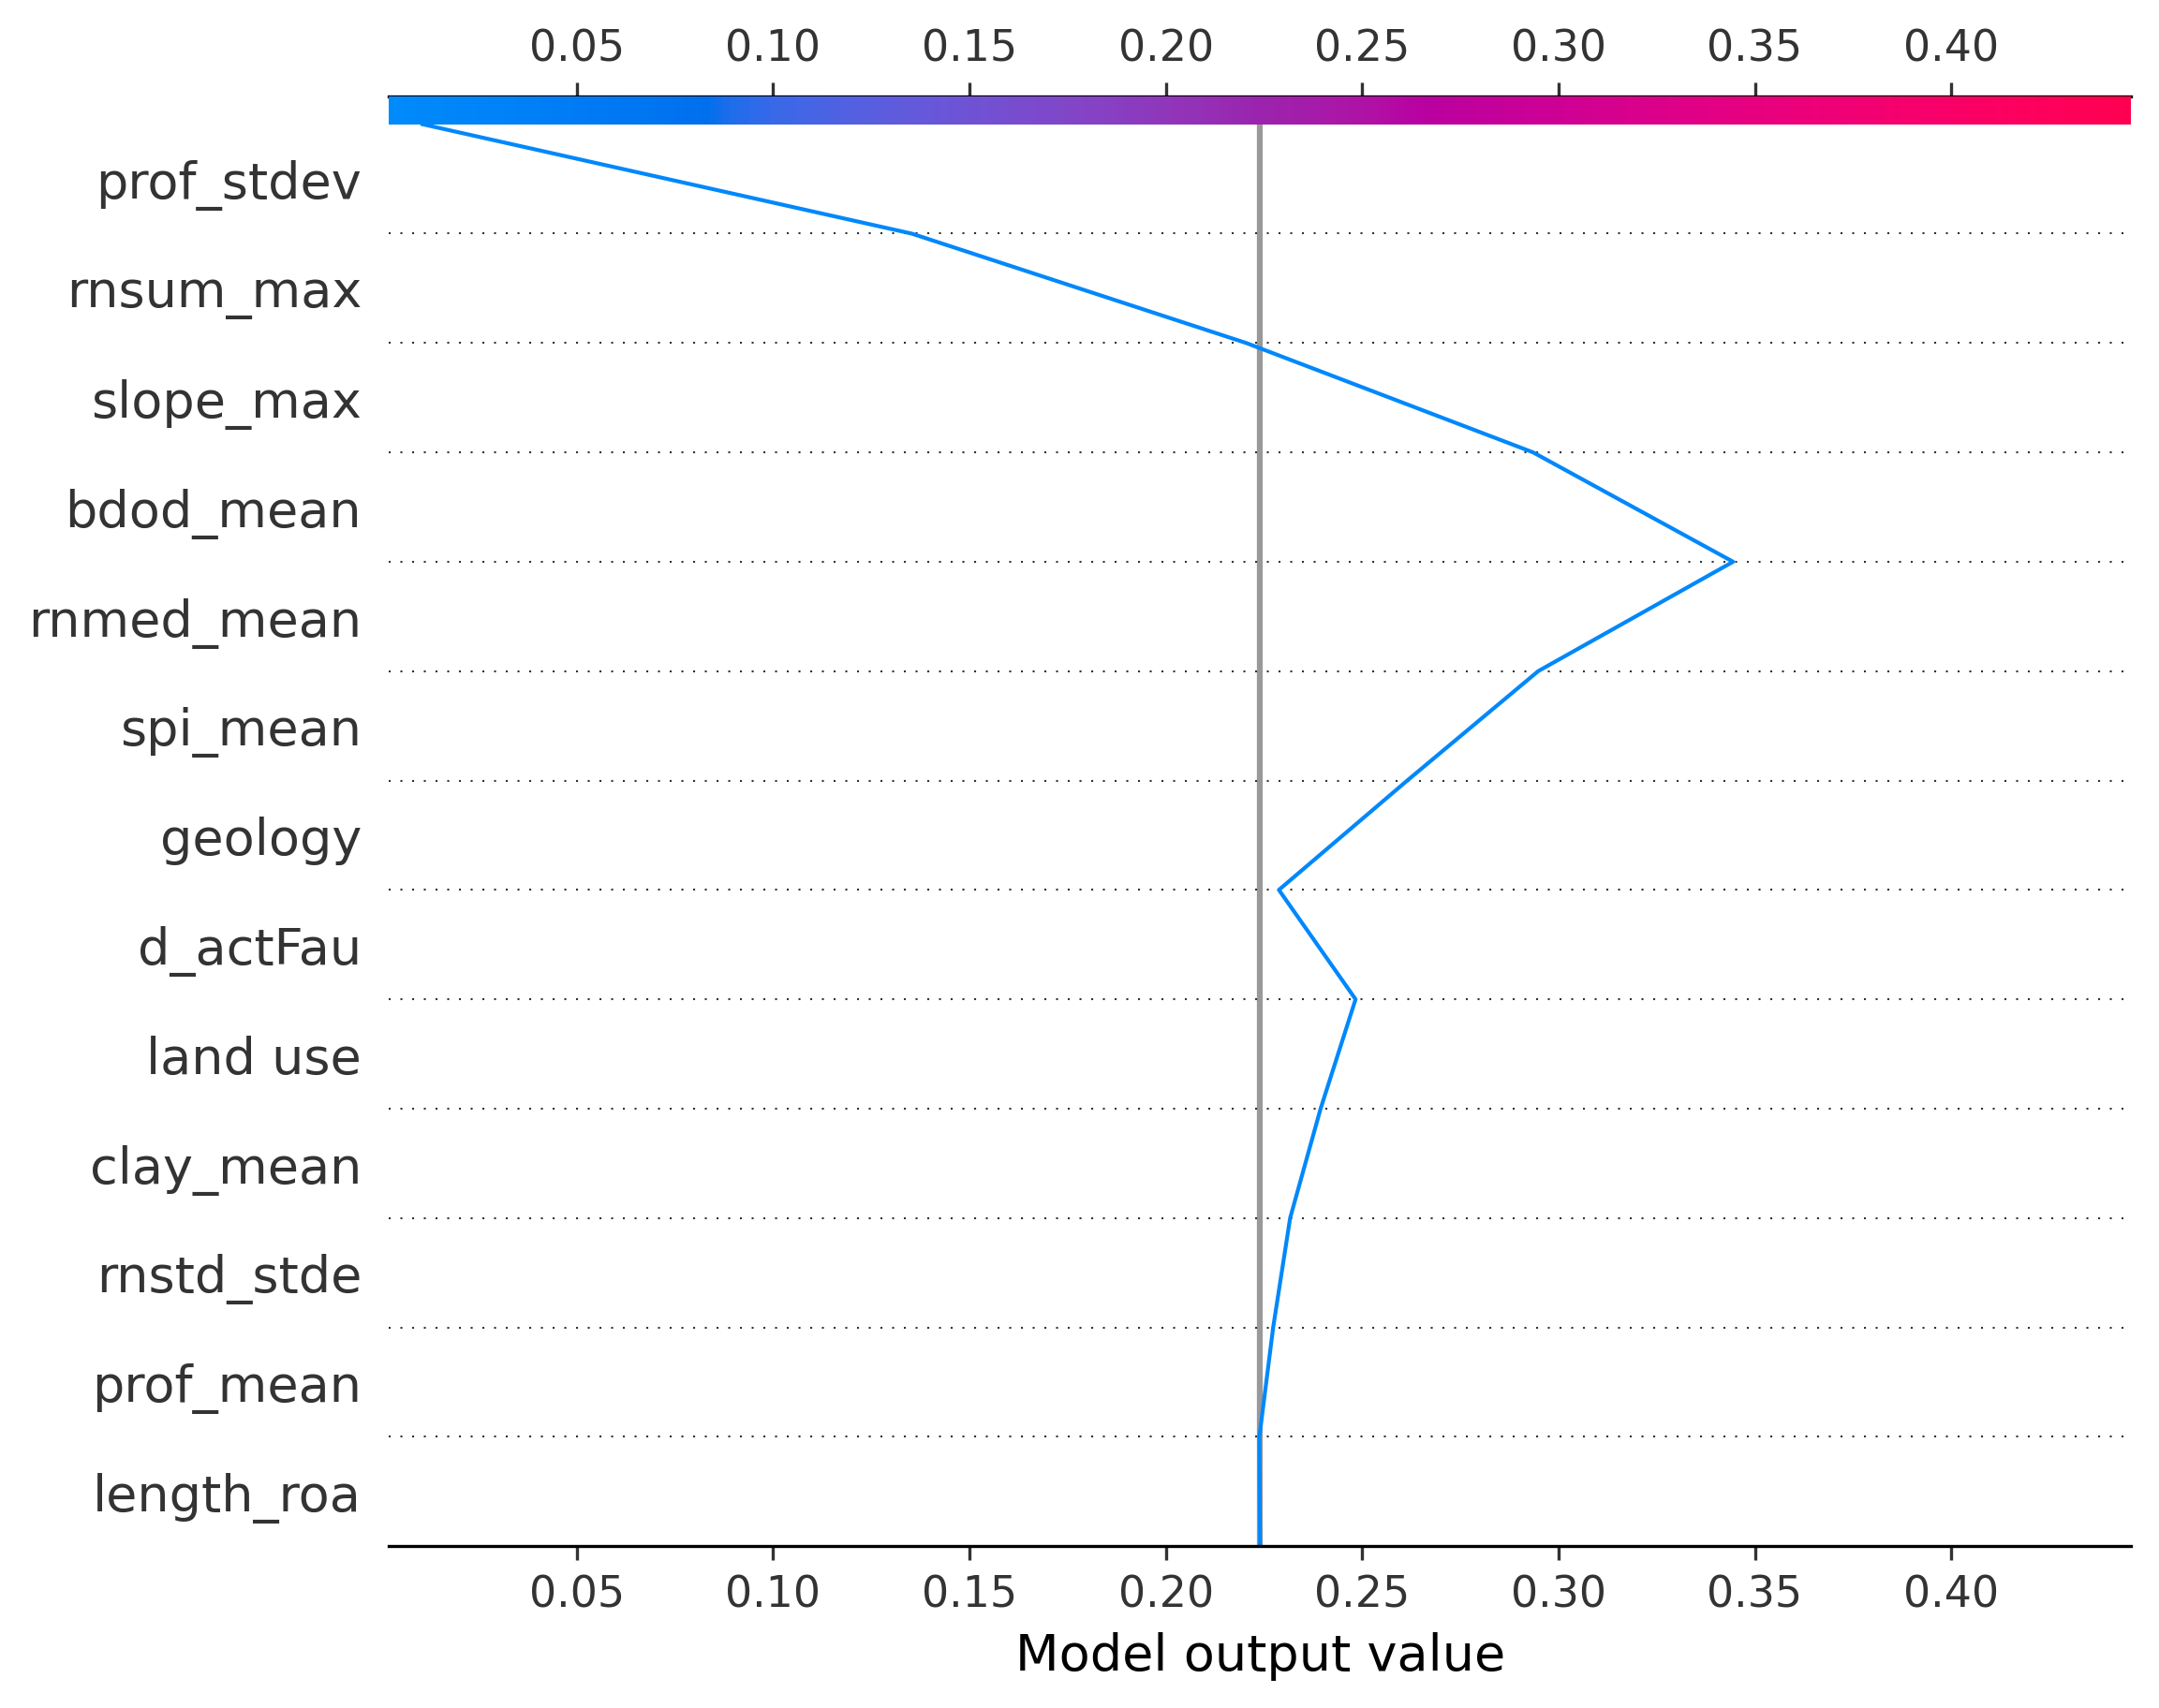 0.05 0.10 0.15 0.20 0.25 0.30 0.35 0.40
prof_stdev
rnsum_max
slope_max
bdod_mean
rnmed_mean
spi_mean
geology
d_actFau
land use
clay_mean
rnstd_stde
prof_mean
length_roa
0.05 0.10 0.15 0.20 0.25 0.30 0.35 0.40
Model output value